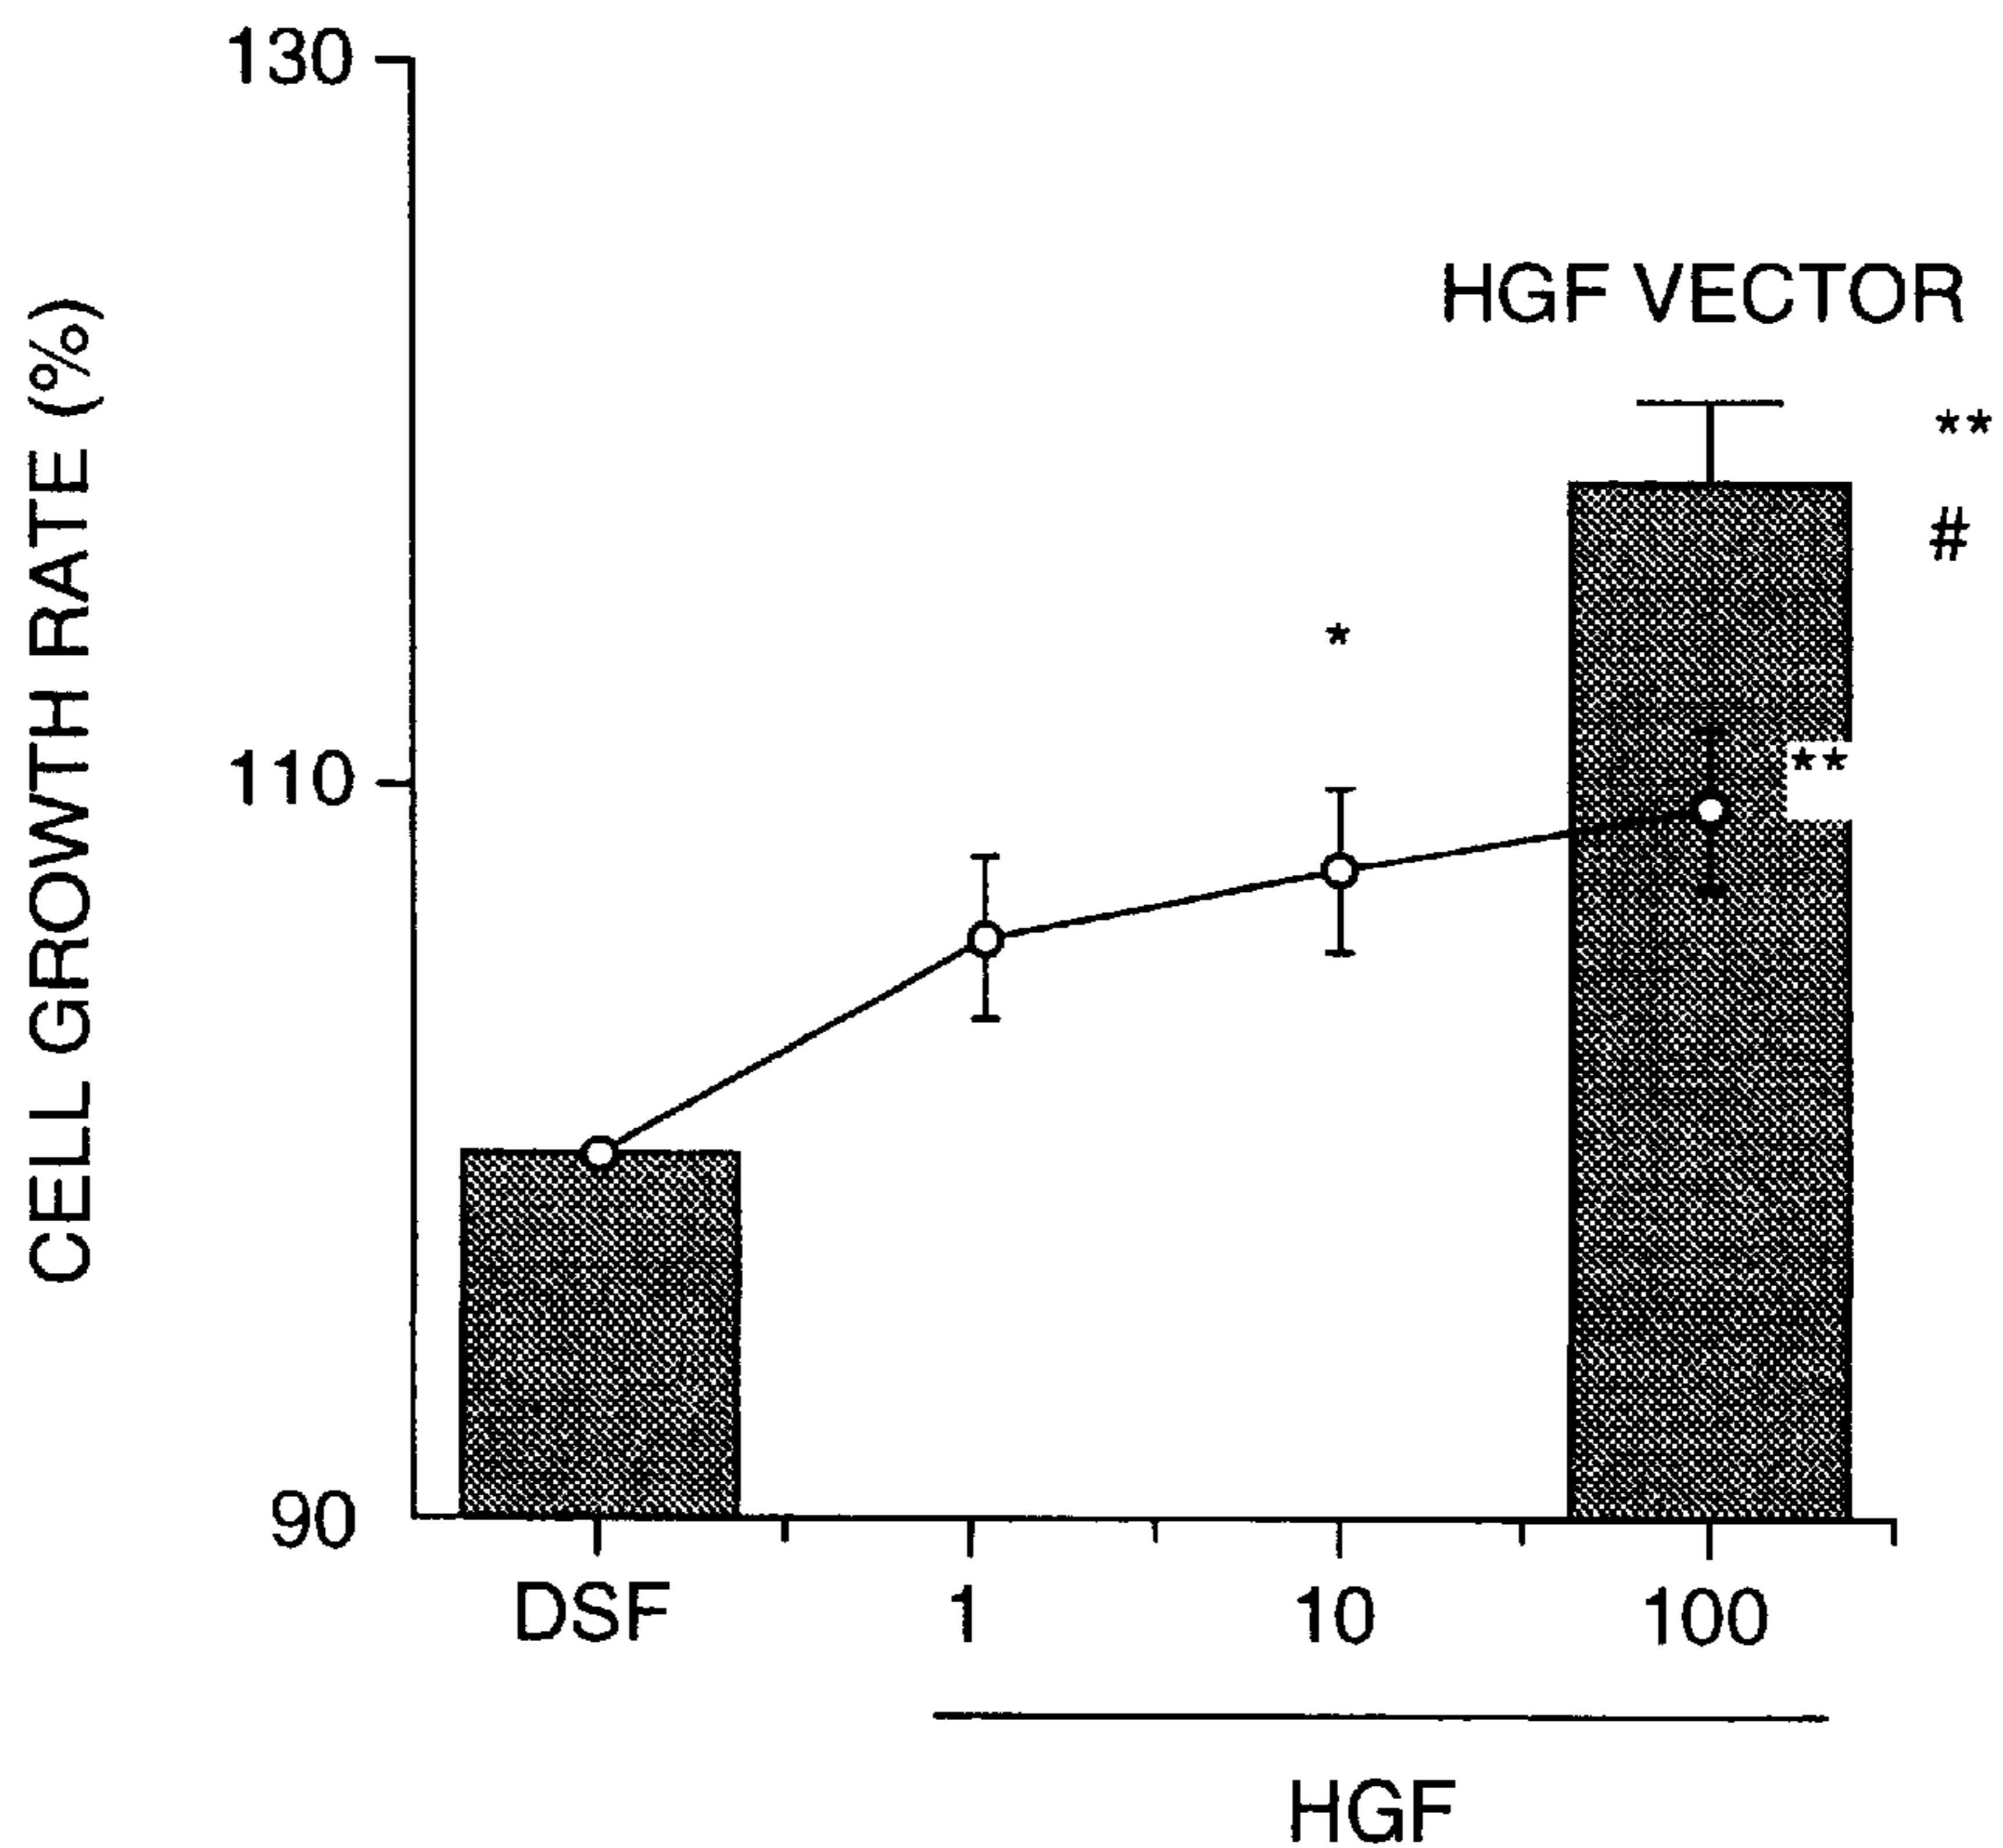 CELL GROWTH RATE (%)
130
110
90
HGF VECTOR
**
#
*
**
DSF 1 10 100
HGF